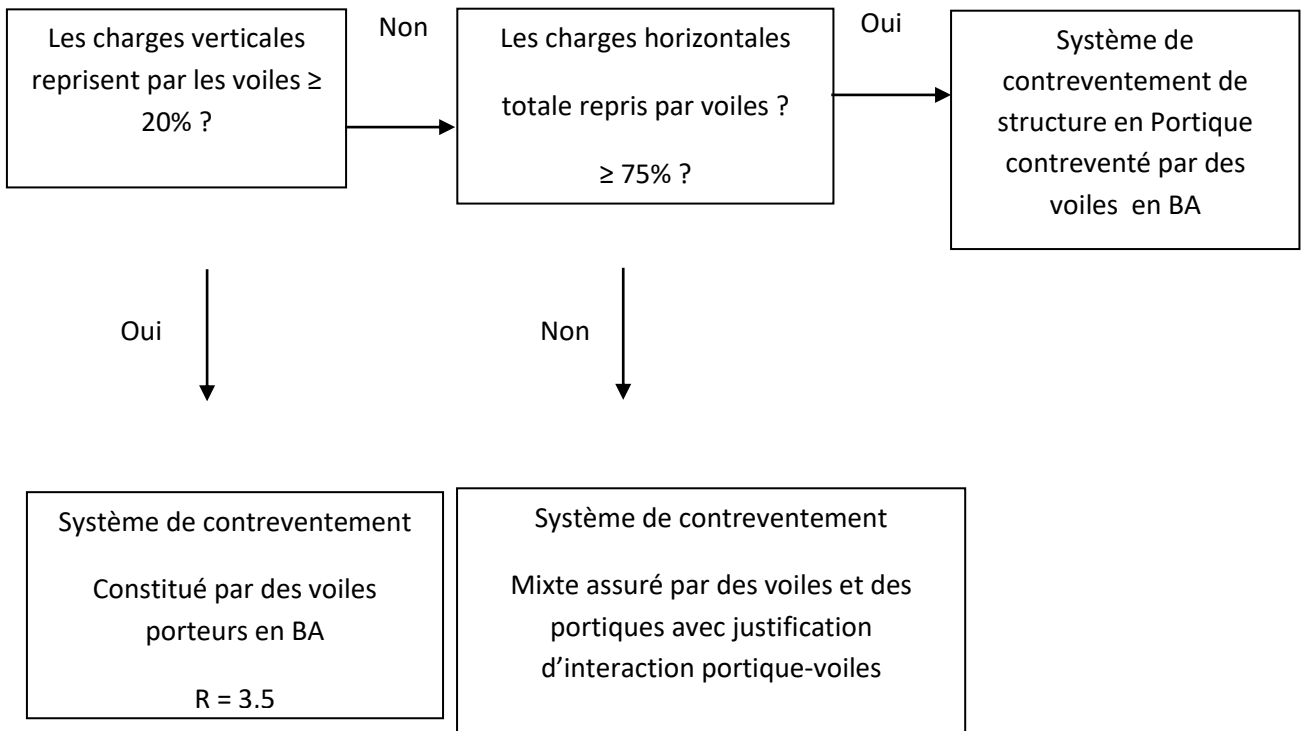 Les charges verticales
reprisent par les voiles ≥
20% ?
Non
Les charges horizontales
totale repris par voiles ?
≥ 75% ?
Oui
Système de
contreventement de
structure en Portique
contreventé par des
voiles en BA
Oui
Non
Système de contreventement
Constitué par des voiles
porteurs en BA
R = 3.5
Système de contreventement
Mixte assuré par des voiles et des
portiques avec justification
d’interaction portique-voiles